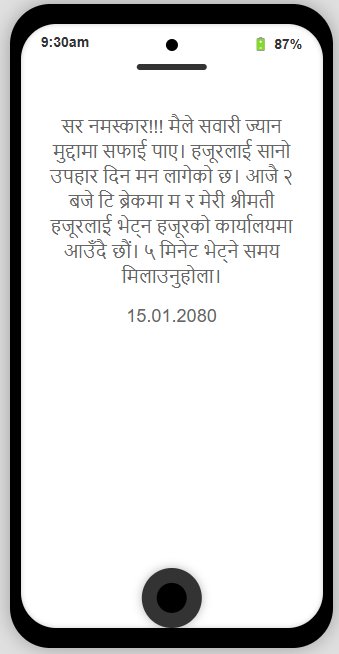 9:30am 87%
सर नमस्कार!!! मैले सवारी ज्यान
मुद्दामा सफाई पाए। हजूरलाई सानो
उपहार दिन मन लागेको छ। आजै २
बजे टि ब्रेकमा म र मेरी श्रीमती
हजूरलाई भेट्न हजूरको कार्यालयमा
आउँदै छौं। ५ मिनेट भेट्ने समय
मिलाउनुहोला।
15.01.2080